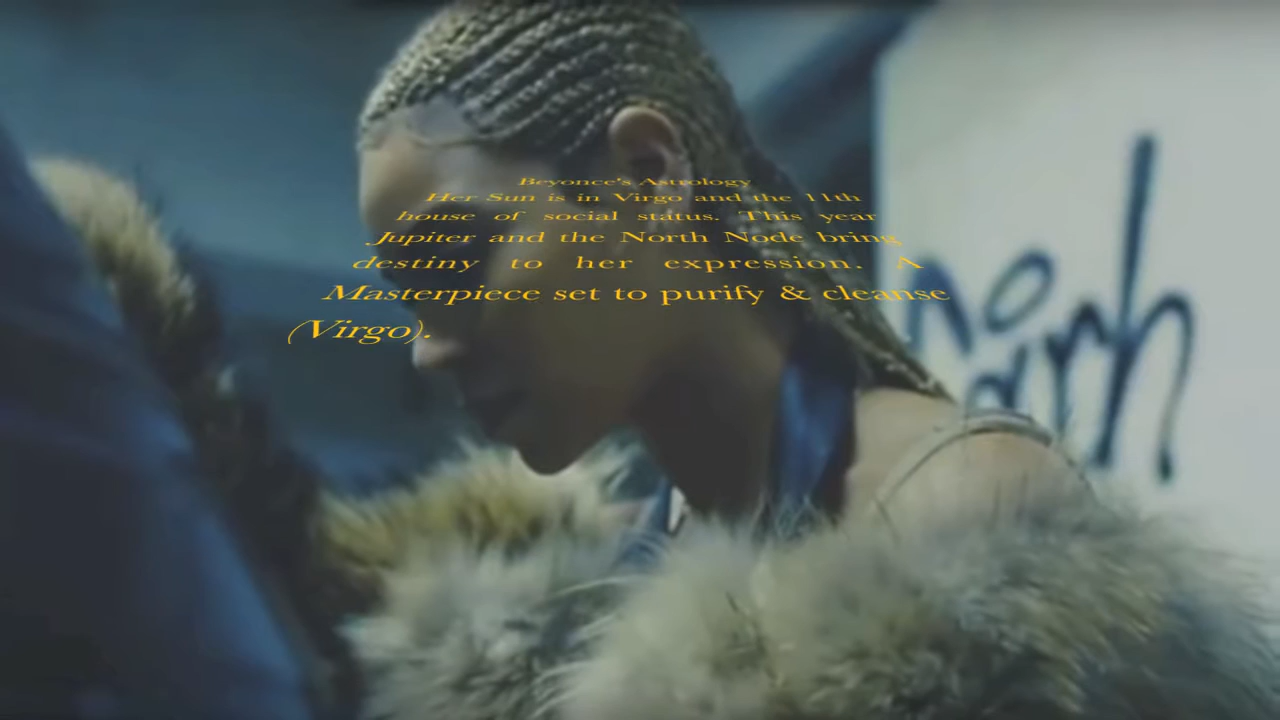 Beyonce's Astrology
Her Sun is in Virgo and the 11th
house of social status. This year
Jupiter and the North Node bring
destiny to her expression. A
Masterpiece set to purify & cleanse
(Virgo).